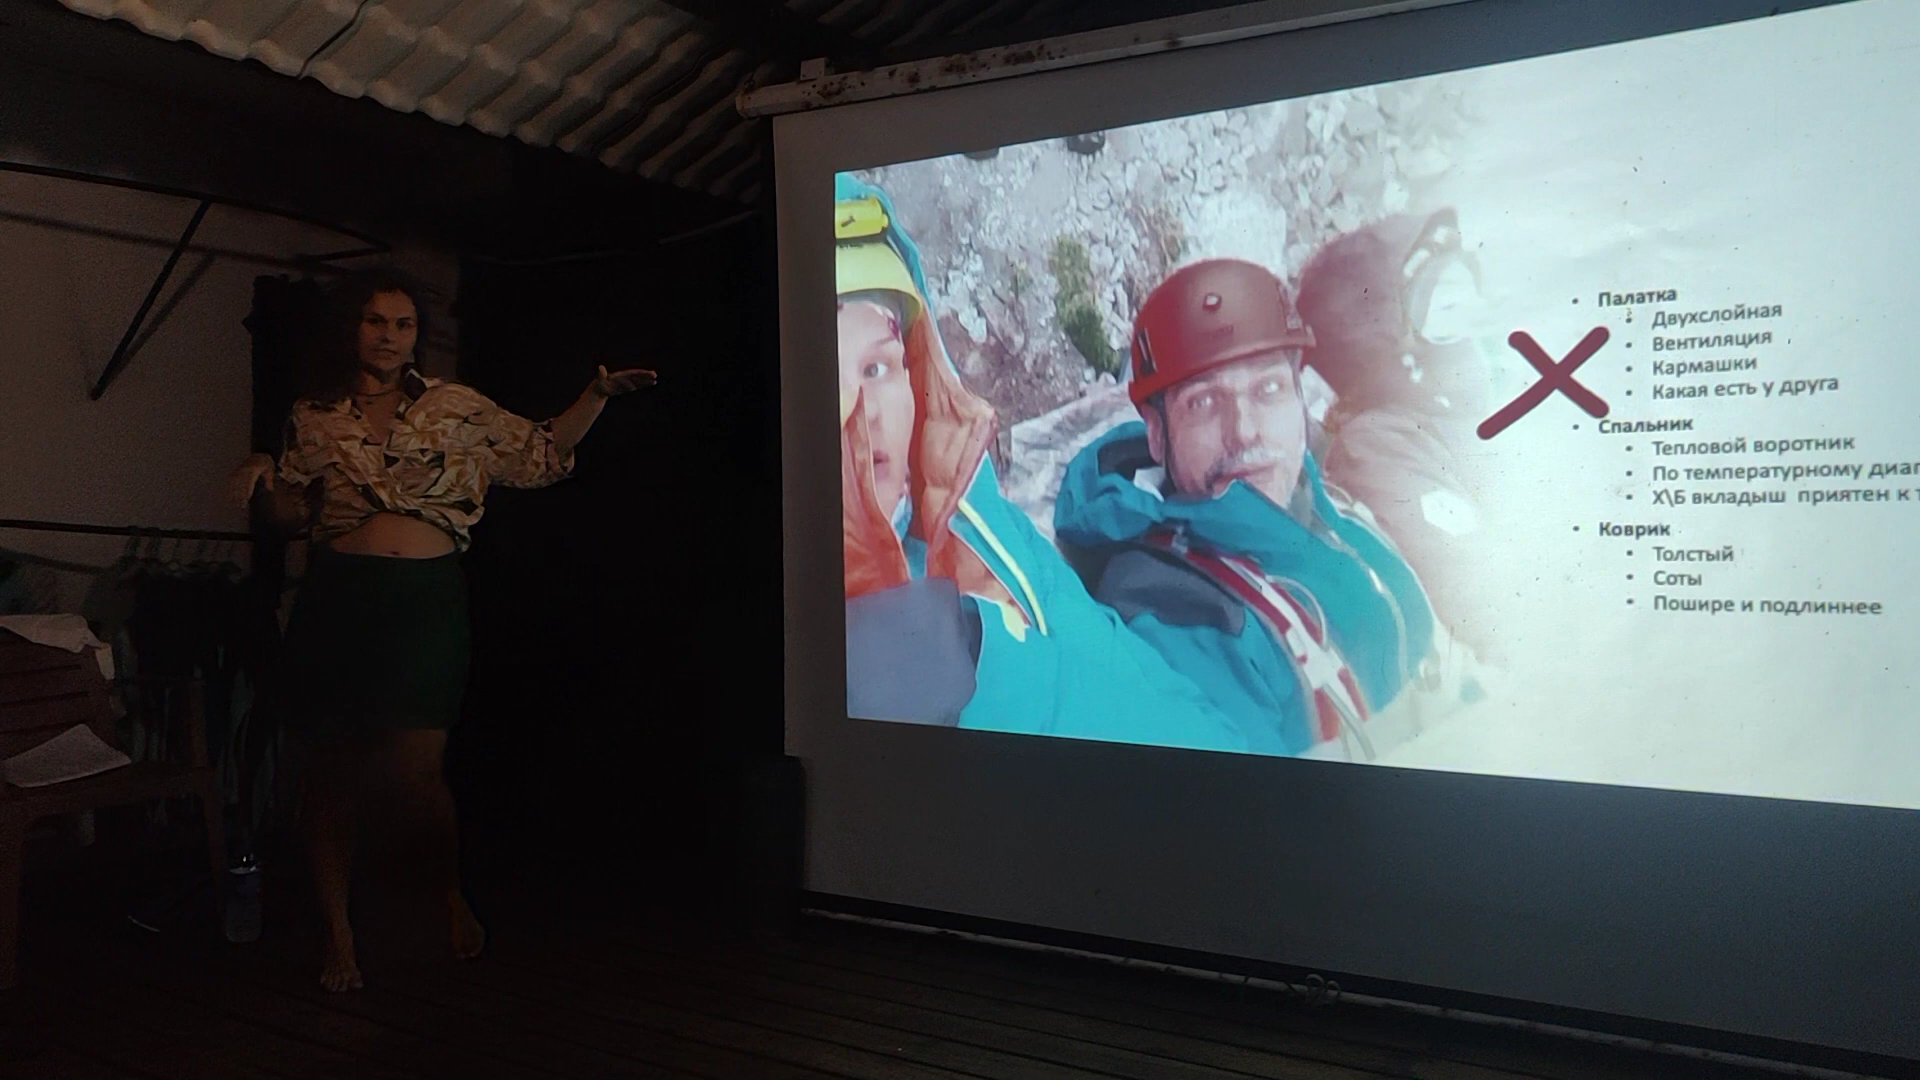 Палатка
Двухслойная
Вентиляция
Кармашки
Какая есть у друга
Спальник
Тепловой воротник
По температурному
Х\Б вкладыш приятен к
Коврик
Толстый
Соты
Пошире и подлиннее